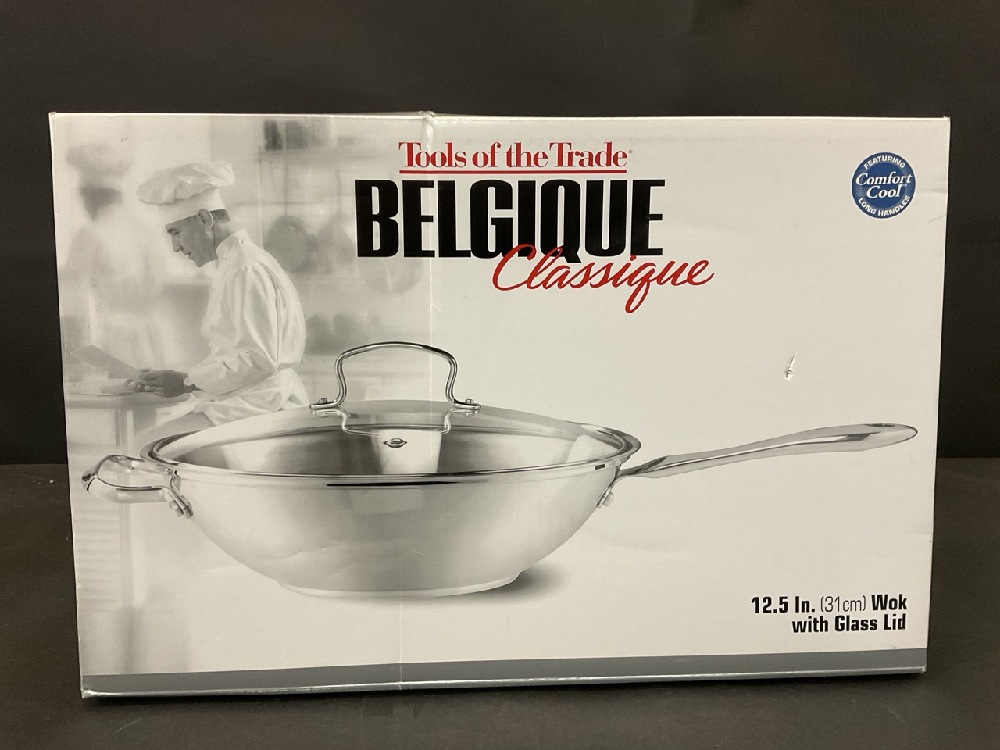 Tools of the Trade®
BELGIQUE
Classique
FEATURING
Comfort
Cool
LONG HANDLES
12.5 In. (31cm) Wok
with Glass Lid